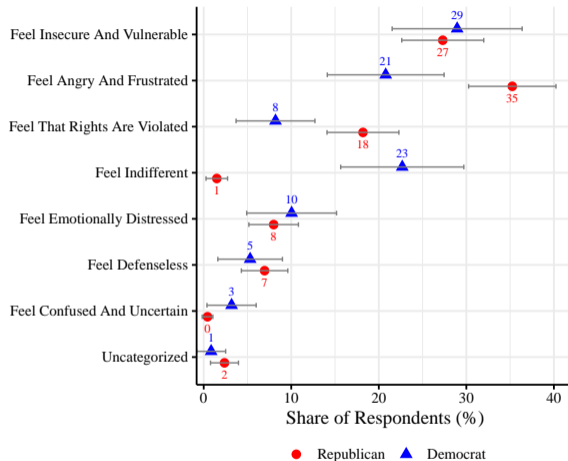 29
Feel Insecure And Vulnerable
27
21
Feel Angry And Frustrated
35
8
Feel That Rights Are Violated
18
23
Feel Indifferent
1
10
Feel Emotionally Distressed
8
5
Feel Defenseless
7
3
Feel Confused And Uncertain
0
1
Uncategorized
2
0 10 20 30 40
Share of Respondents (%)
Republican Democrat